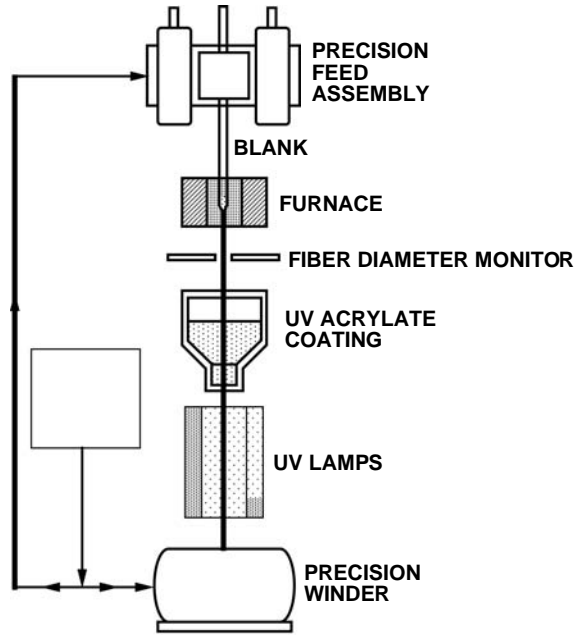 PRECISION
FEED
ASSEMBLY
BLANK
FURNACE
FIBER DIAMETER MONITOR
UV ACRYLATE
COATING
UV LAMPS
PRECISION
WINDER